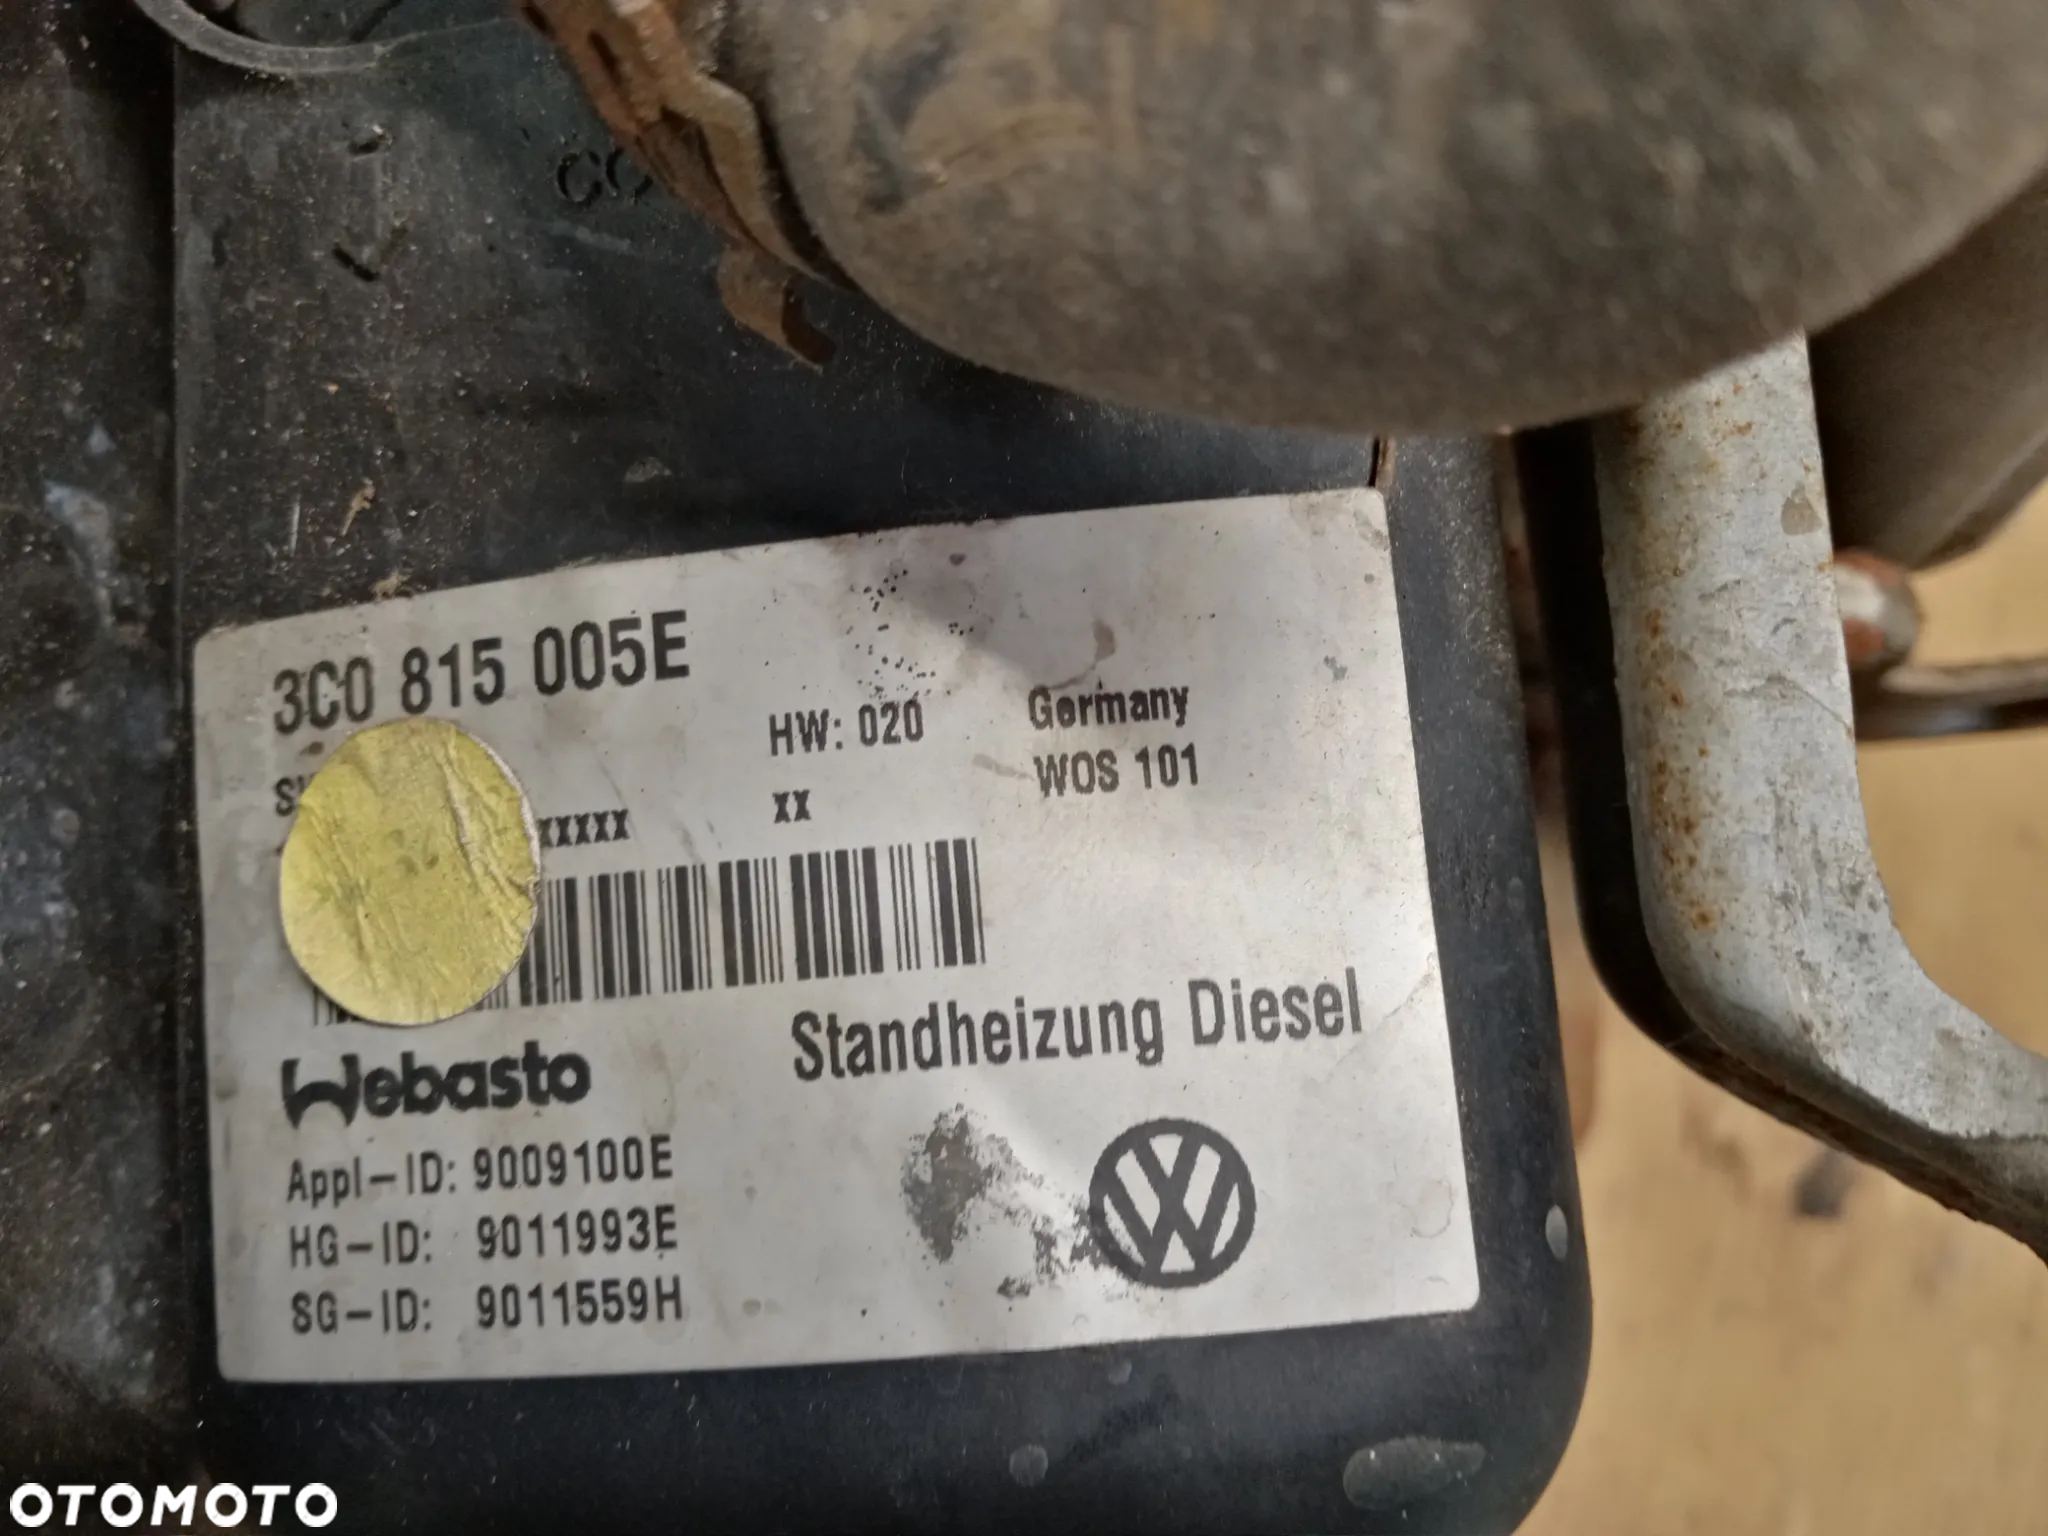 3C0 815 005E
HW: 020
Germany
xxxxx
xx
WOS 101
Webasto
Standheizung Diesel
Appl-ID: 9009100E
HG-ID: 9011993E
SG-ID: 9011559H
OTOMOTO